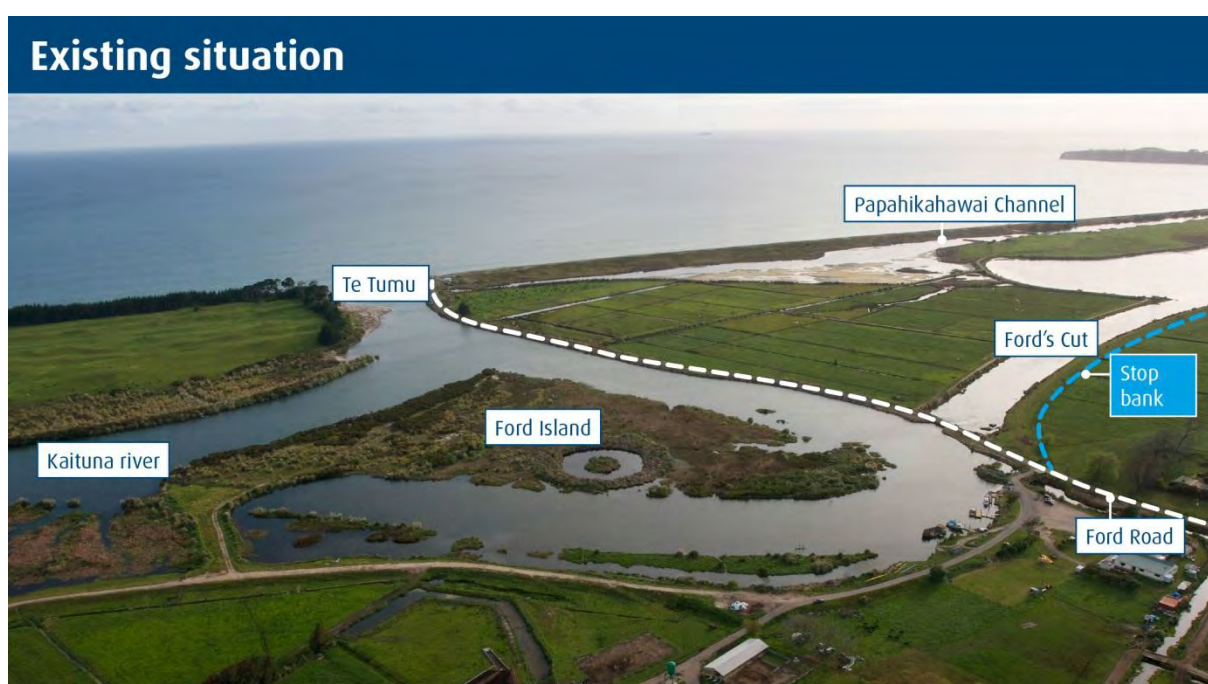 Existing situation
Papahikahawai Channel
Te Tumu
Ford's Cut
Stop
bank
Ford Island
Kaituna river
Ford Road